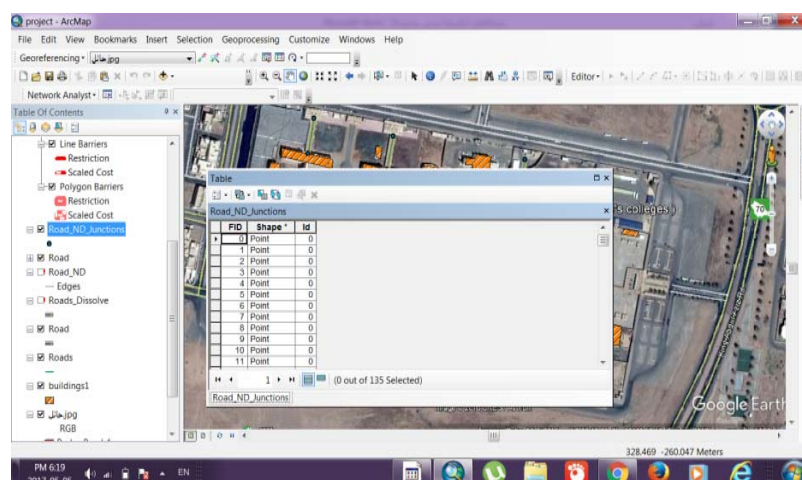 project - ArcMap
File Edit View Bookmarks Insert Selection Geoprocessing Customize Windows Help
Georeferencing حائل.jpg
Editor
Network Analyst
Table Of Contents
Line Barriers
Restriction
Scaled Cost
Polygon Barriers
Restriction
Scaled Cost
Road_ND_Junctions
Road
Road_ND
Edges
Roads_Dissolve
Road
Roads
buildings1
حائل.jpg
RGB
Table
Road_ND_Junctions
FID Shape * Id
0 Point 0
1 Point 0
2 Point 0
3 Point 0
4 Point 0
5 Point 0
6 Point 0
7 Point 0
8 Point 0
9 Point 0
10 Point 0
11 Point 0
1 (0 out of 135 Selected)
Road_ND_Junctions
's colleges
70
Google Earth
328.469 -260.047 Meters
PM 6:19
EN